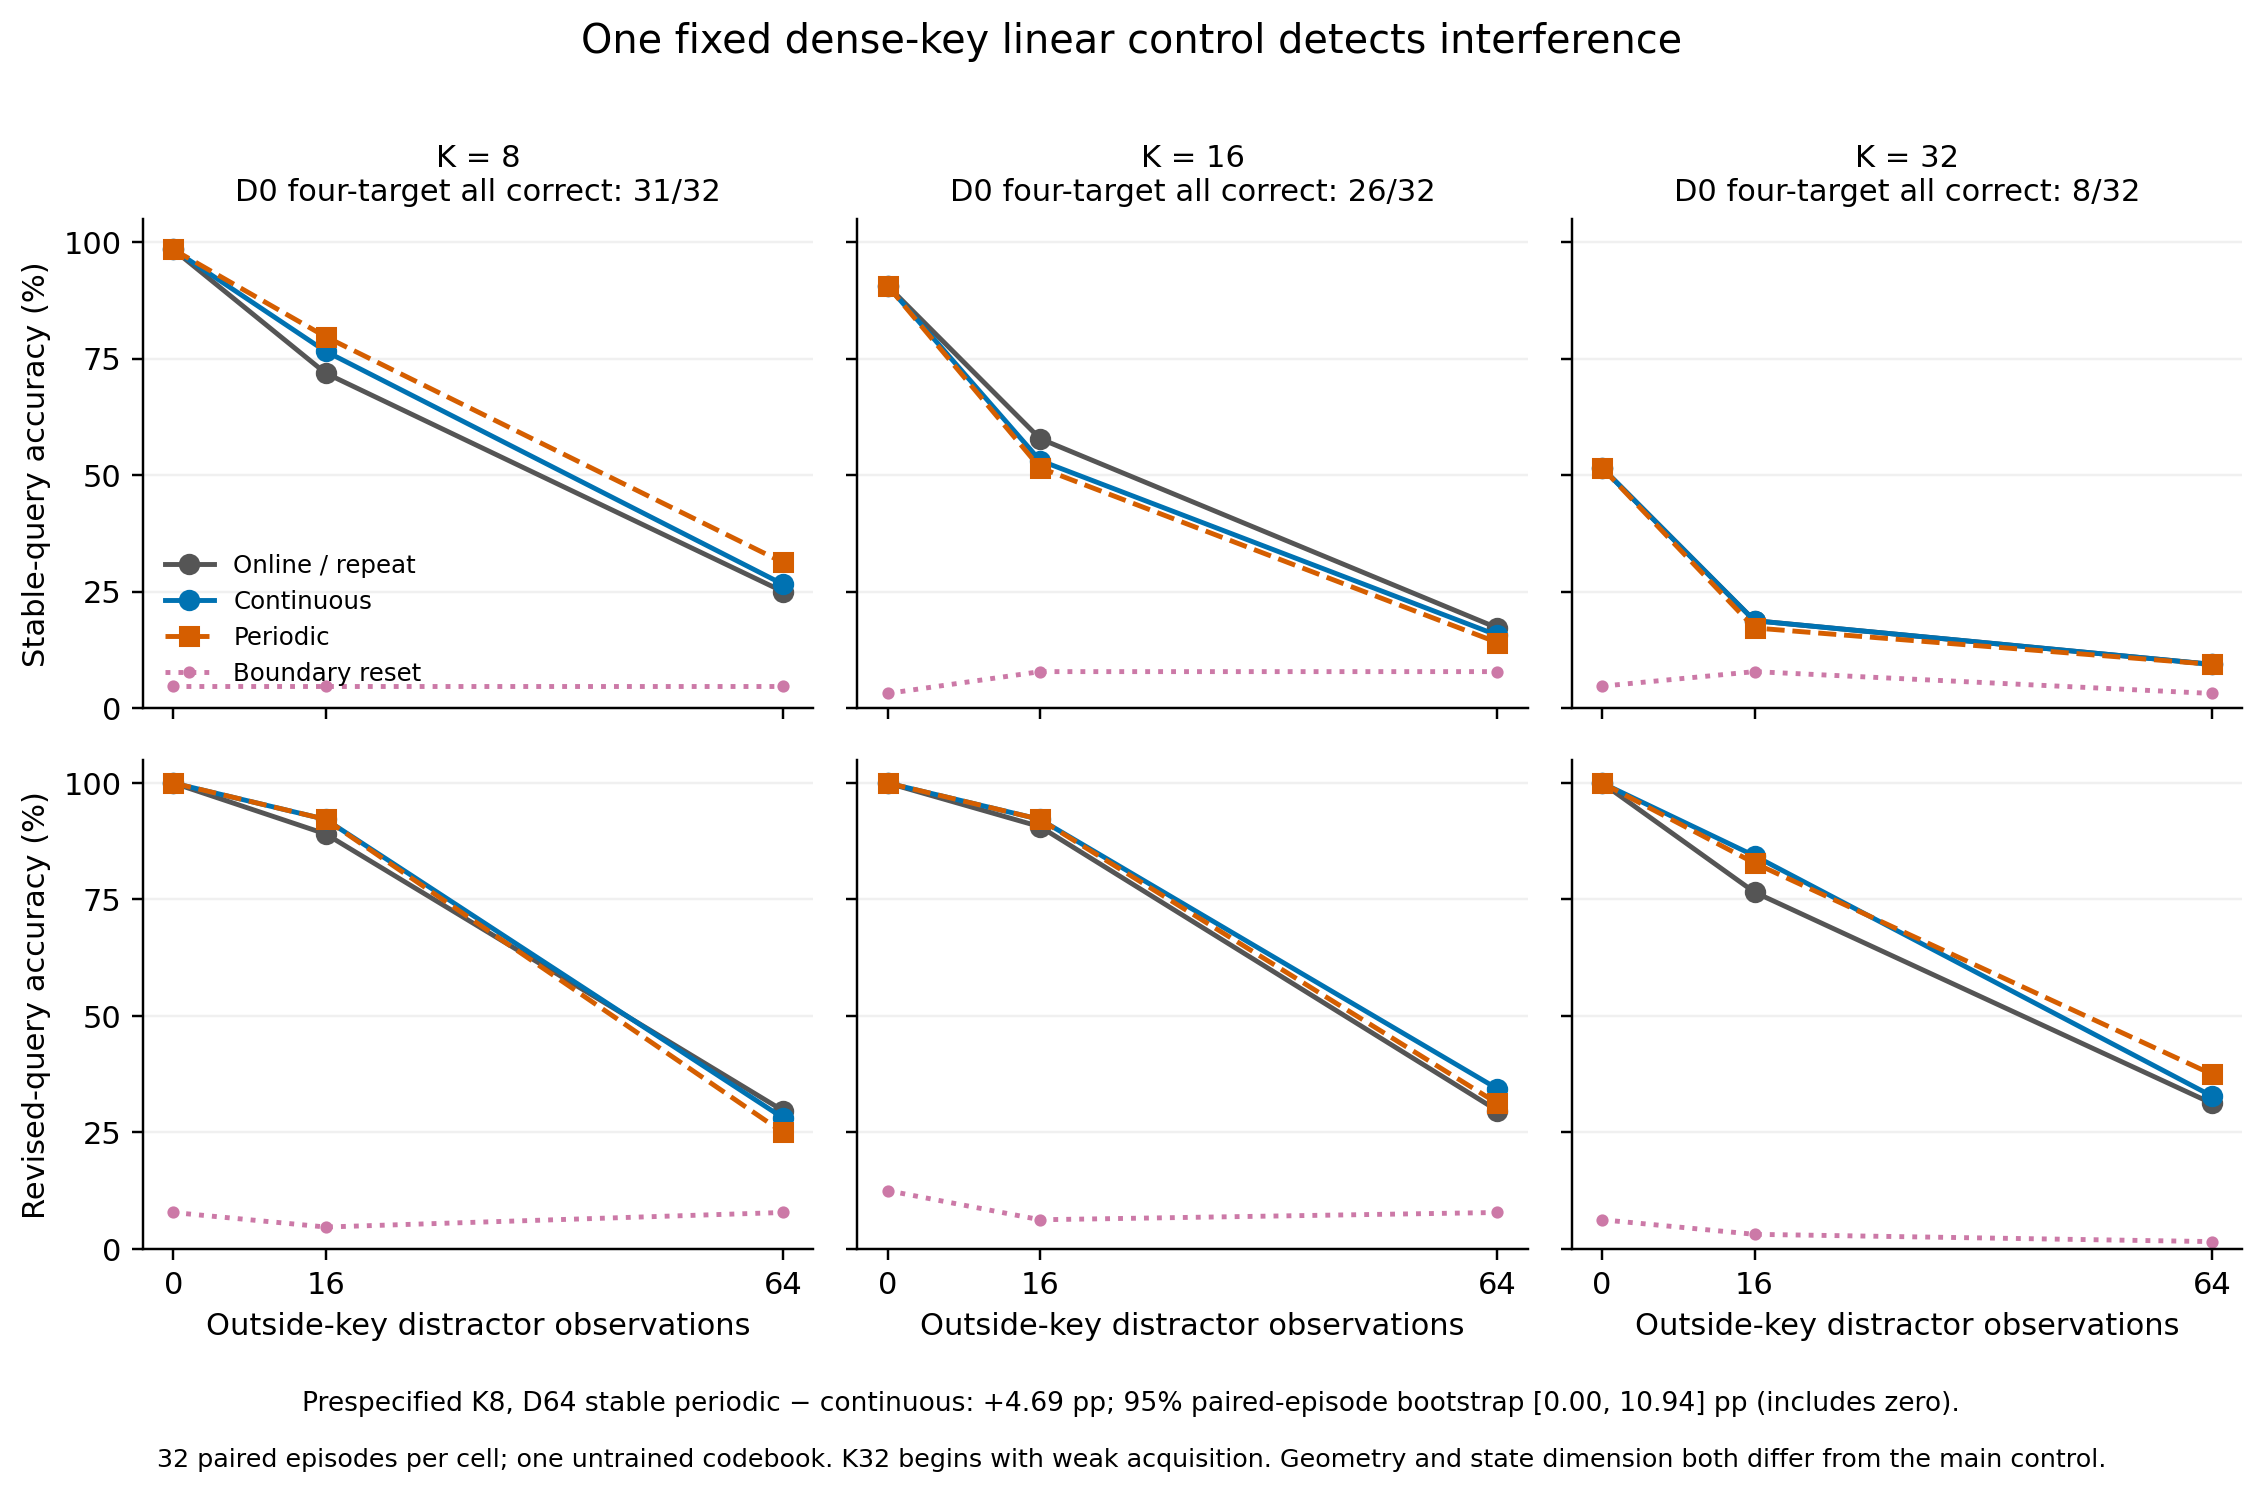 One fixed dense-key linear control detects interference
K = 8
D0 four-target all correct: 31/32
K = 16
D0 four-target all correct: 26/32
K = 32
D0 four-target all correct: 8/32
Stable-query accuracy (%)
100
75
50
25
0
Online / repeat
Continuous
Periodic
Boundary reset
Revised-query accuracy (%)
100
75
50
25
0
0 16 64
0 16 64
0 16 64
Outside-key distractor observations
Outside-key distractor observations
Outside-key distractor observations
Prespecified K8, D64 stable periodic − continuous: +4.69 pp; 95% paired-episode bootstrap [0.00, 10.94] pp (includes zero).
32 paired episodes per cell; one untrained codebook. K32 begins with weak acquisition. Geometry and state dimension both differ from the main control.